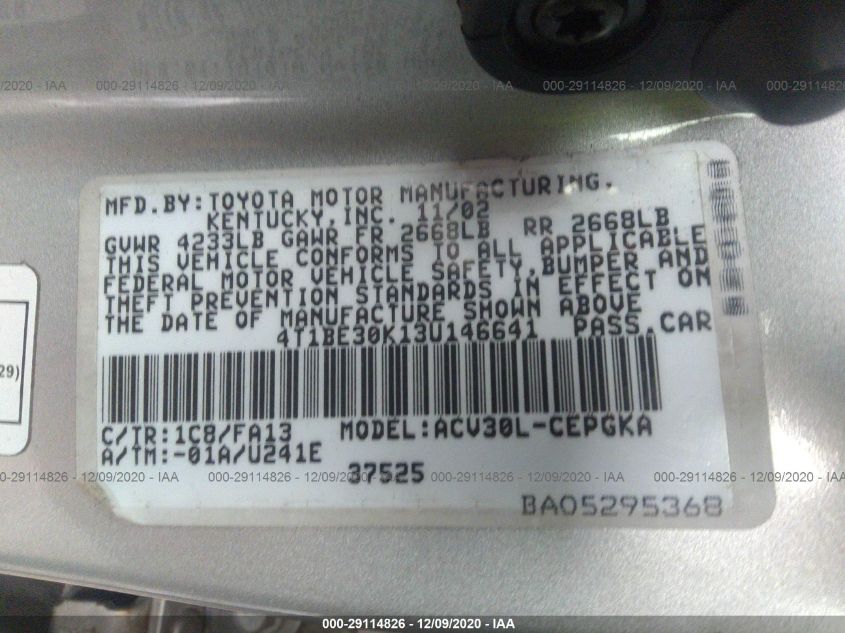 2020 - IAA 000-29114826 - 12/09/2020 - IAA 000-29114826 - 12/09/2020 - IAA 000-29114826 - 12/09/2020 - IAA
MFD.BY:TOYOTA MOTOR MANUFACTURING,
KENTUCKY,INC. 11/02
GVWR 4233LB GAWR FR 2668LB RR 2668LB
THIS VEHICLE CONFORMS TO ALL APPLICABLE
FEDERAL MOTOR VEHICLE SAFETY,BUMPER AND
THEFT PREVENTION STANDARDS IN EFFECT ON
THE DATE OF MANUFACTURE SHOWN ABOVE
4T1BE30K13U146641 PASS.CAR
29)
C/TR:1C8/FA13 MODEL:ACV30L-CEPGKA
A/TM:-01A/U241E
37525
BA05295368
000-29114826 - 12/09/2020 - IAA